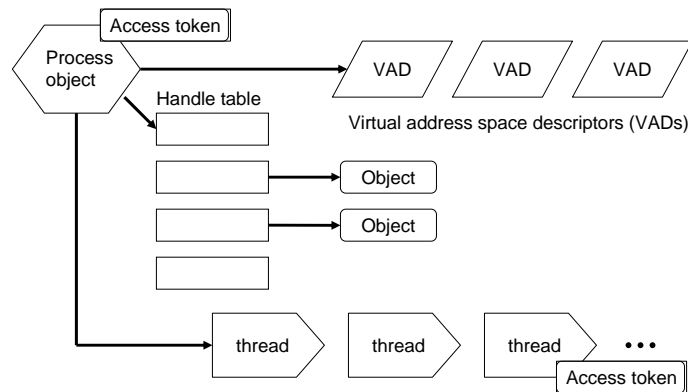 Access token
Process
object
VAD
VAD
VAD
Handle table
Virtual address space descriptors (VADs)
Object
Object
thread
thread
thread
•••
Access token